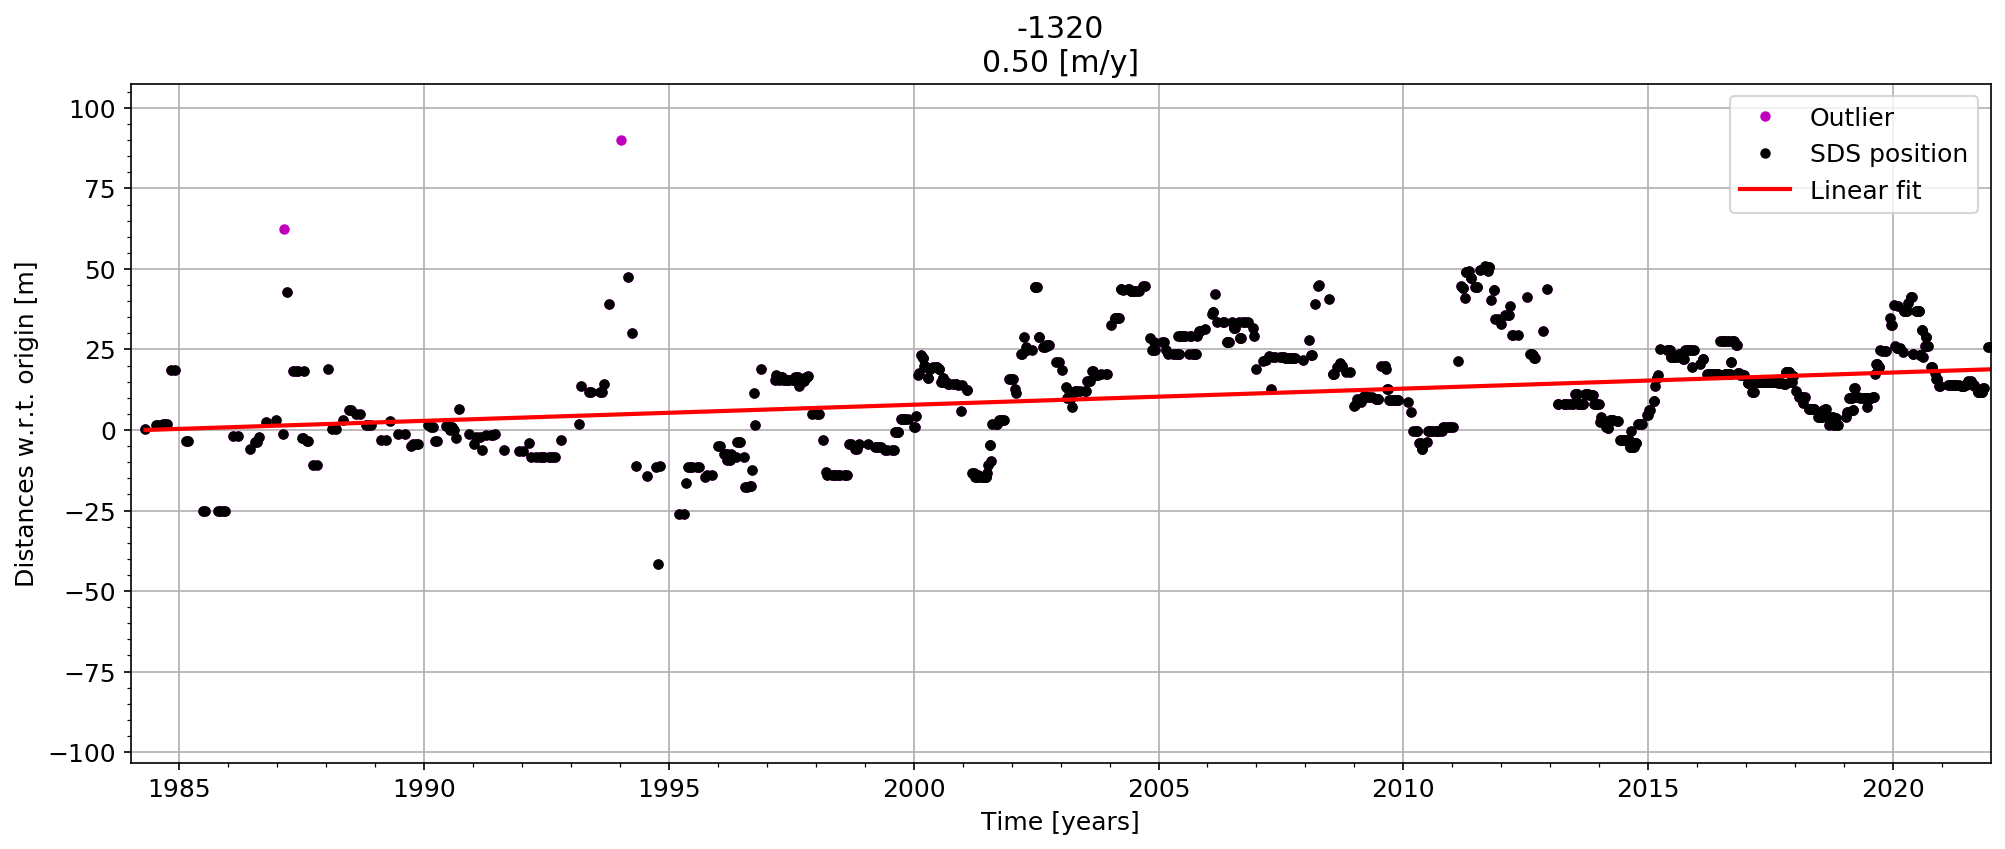 -1320
0.50 [m/y]
Outlier
SDS position
Linear fit
Distances w.r.t. origin [m]
100
75
50
25
0
−25
−50
−75
−100
1985 1990 1995 2000 2005 2010 2015 2020
Time [years]